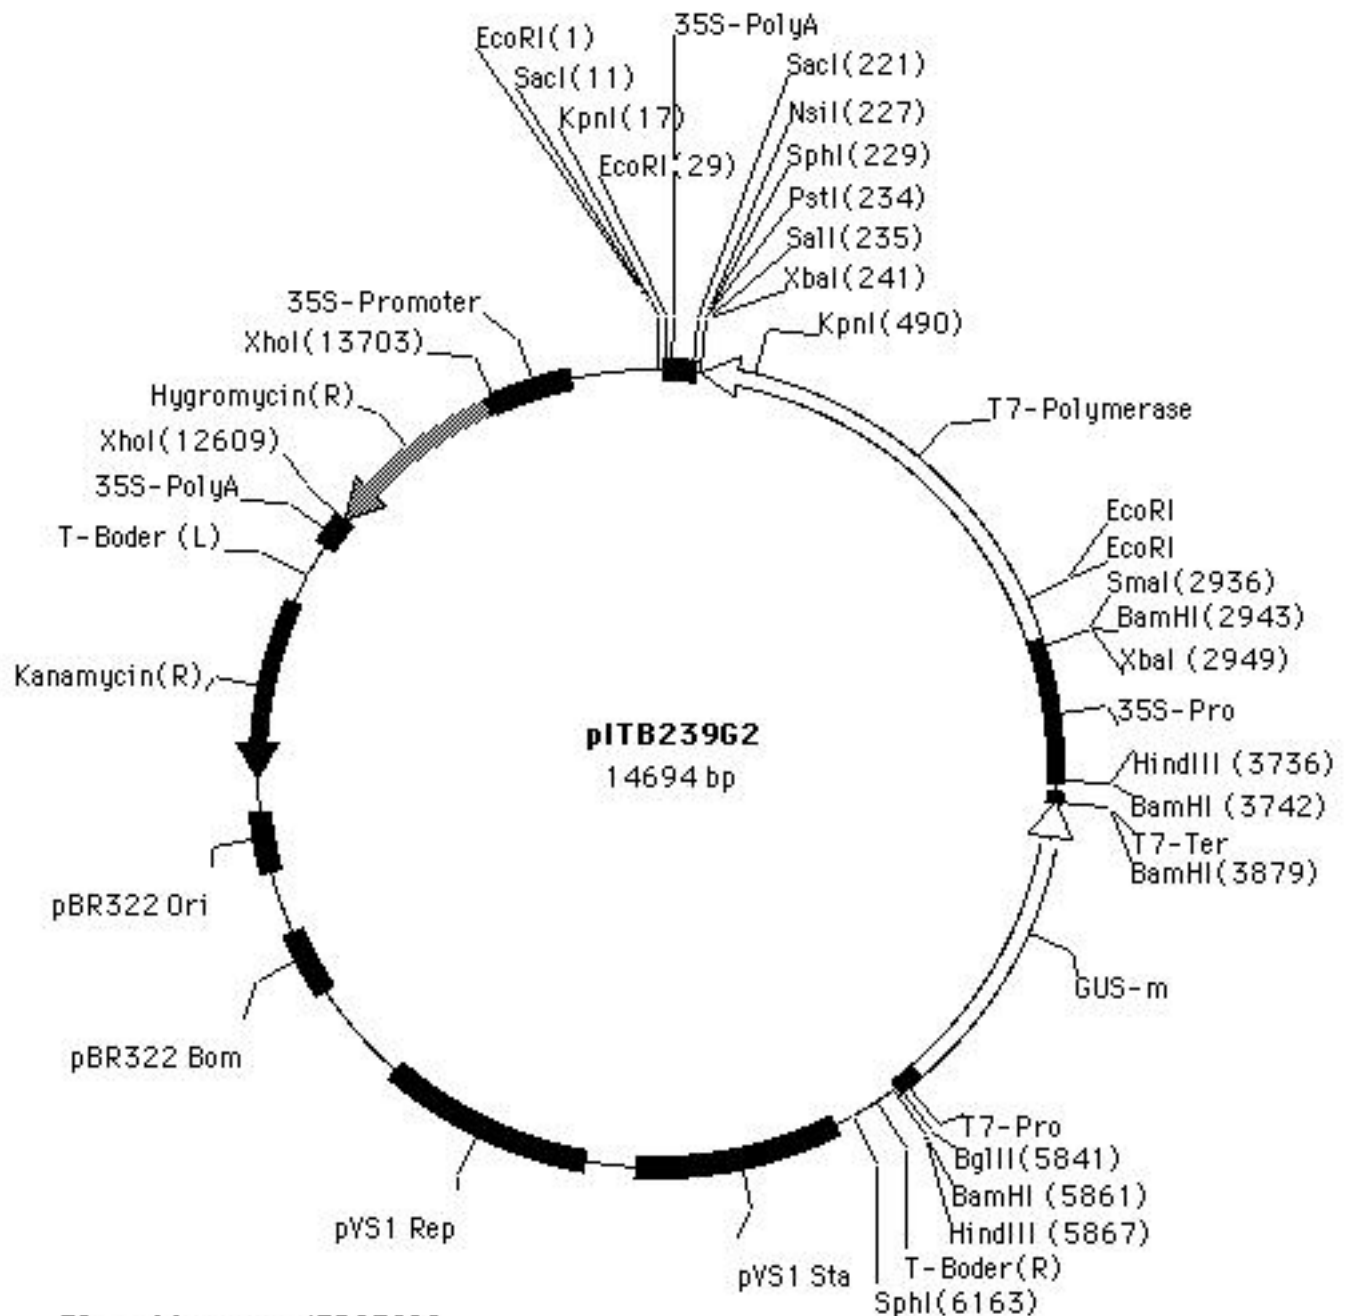 35S-PolyA
EcoRI(1)
SacI(11)
KpnI(17)
EcoRI(29)
SacI(221)
NsiI(227)
SphI(229)
PstI(234)
SalI(235)
XbaI(241)
KpnI(490)
35S-Promoter
XhoI(13703)
Hygromycin(R)
XhoI(12609)
35S-PolyA
T-Boder (L)
Kanamycin(R)
T7-Polymerase
EcoRI
EcoRI
SmaI(2936)
BamHI(2943)
XbaI (2949)
35S-Pro
HindIII (3736)
BamHI (3742)
T7-Ter
BamHI(3879)
pITB239G2
14694 bp
GUS-m
pBR322 Ori
pBR322 Bom
pVS1 Rep
pVS1 Sta
T7-Pro
BglII(5841)
BamHI (5861)
HindIII (5867)
T-Boder(R)
SphI(6163)